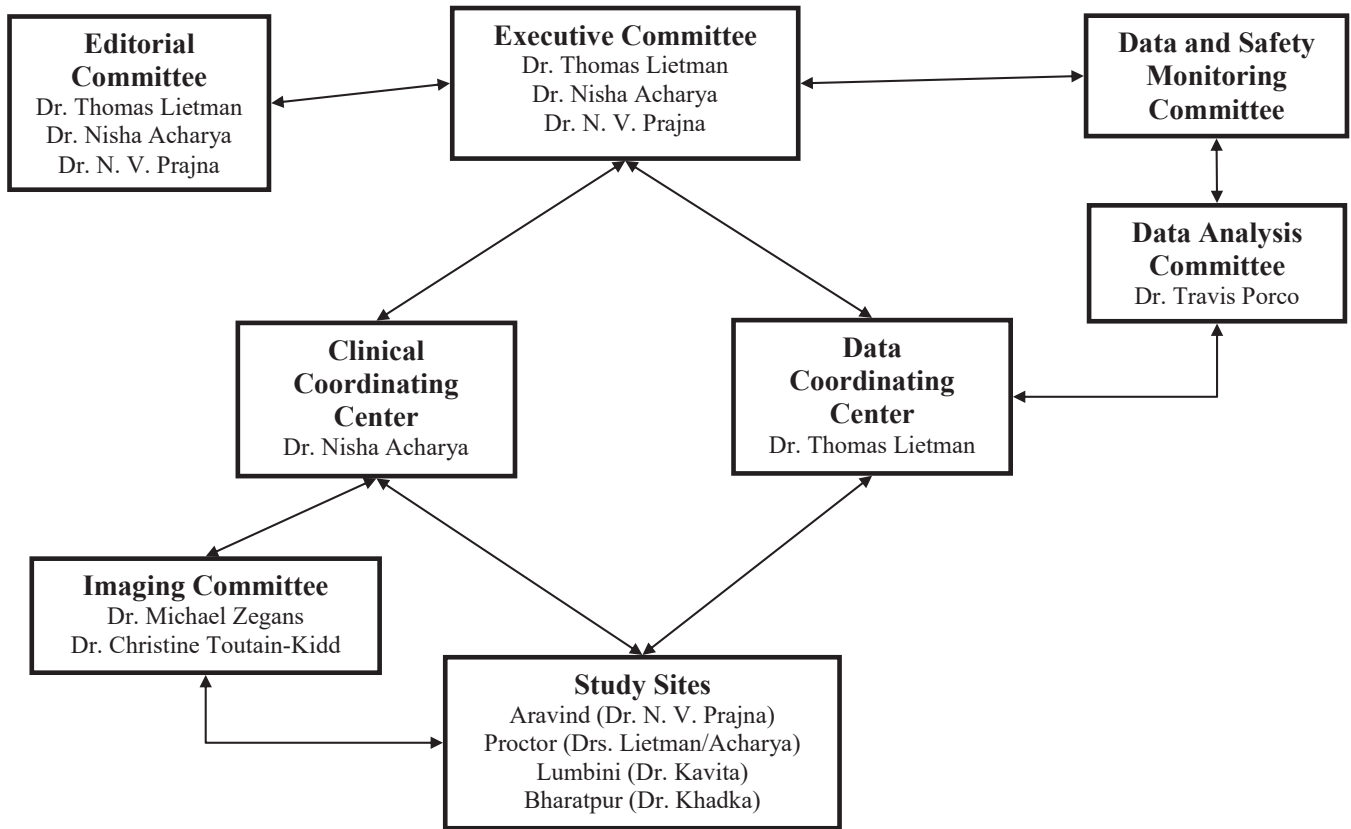 Editorial
Committee
Dr. Thomas Lietman
Dr. Nisha Acharya
Dr. N. V. Prajna
Executive Committee
Dr. Thomas Lietman
Dr. Nisha Acharya
Dr. N. V. Prajna
Data and Safety
Monitoring
Committee
Data Analysis
Committee
Dr. Travis Porco
Clinical
Coordinating
Center
Dr. Nisha Acharya
Data
Coordinating
Center
Dr. Thomas Lietman
Imaging Committee
Dr. Michael Zegans
Dr. Christine Toutain-Kidd
Study Sites
Aravind (Dr. N. V. Prajna)
Proctor (Drs. Lietman/Acharya)
Lumbini (Dr. Kavita)
Bharatpur (Dr. Khadka)